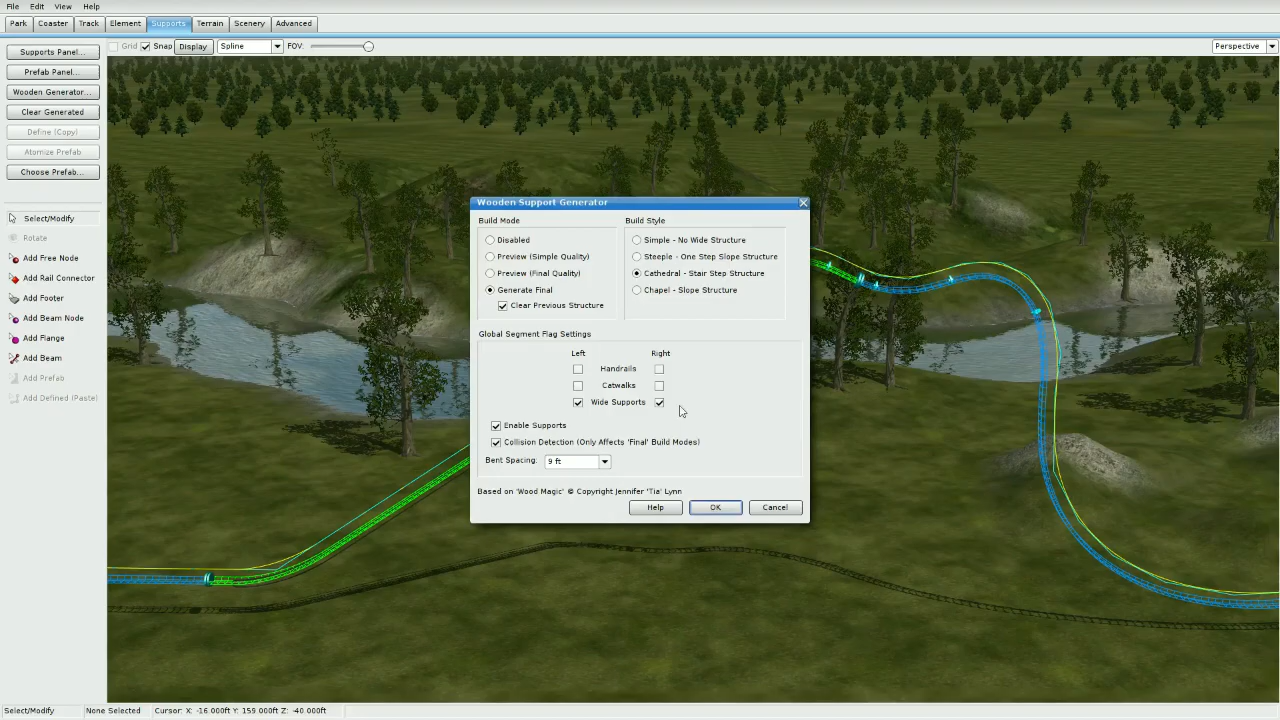 File Edit View Help
Park Coaster Track Element Supports Terrain Scenery Advanced
Supports Panel... Grid Snap Display Spline FOV: Perspective
Prefab Panel...
Wooden Generator...
Clear Generated
Define (Copy)
Atomize Prefab
Choose Prefab...
Select/Modify
Rotate
Add Free Node
Add Rail Connector
Add Footer
Add Beam Node
Add Flange
Add Beam
Add Prefab
Add Defined (Paste)
Wooden Support Generator
Build Mode Build Style
Disabled Simple - No Wide Structure
Preview (Simple Quality) Steeple - One Step Slope Structure
Preview (Final Quality) Cathedral - Stair Step Structure
Generate Final Chapel - Slope Structure
Clear Previous Structure
Global Segment Flag Settings
Left Right
Handrails
Catwalks
Wide Supports
Enable Supports
Collision Detection (Only Affects 'Final' Build Modes)
Bent Spacing: 9 ft
Based on 'Wood Magic' © Copyright Jennifer 'Tia' Lynn
Help OK Cancel
Select/Modify None Selected Cursor: X: -16.000ft Y: 159.000ft Z: -40.000ft